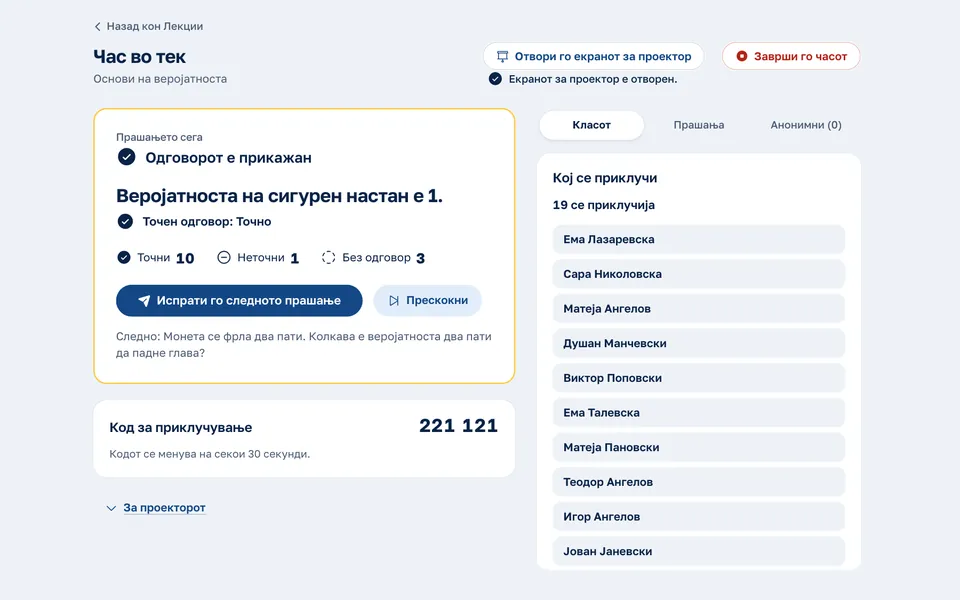 Назад кон Лекции
Час во тек
Основи на веројатноста
Отвори го екранот за проектор
Заврши го часот
Екранот за проектор е отворен.
Прашањето сега
Одговорот е прикажан
Веројатноста на сигурен настан е 1.
Точен одговор: Точно
Точни 10
Неточни 1
Без одговор 3
Испрати го следното прашање
Прескокни
Следно: Монета се фрла два пати. Колкава е веројатноста два пати
да падне глава?
Код за приклучување
221 121
Кодот се менува на секои 30 секунди.
За проекторот
Класот
Прашања
Анонимни (0)
Кој се приклучи
19 се приклучија
Ема Лазаревска
Сара Николовска
Матеја Ангелов
Душан Манчевски
Виктор Поповски
Ема Талевска
Матеја Пановски
Теодор Ангелов
Игор Ангелов
Јован Јаневски